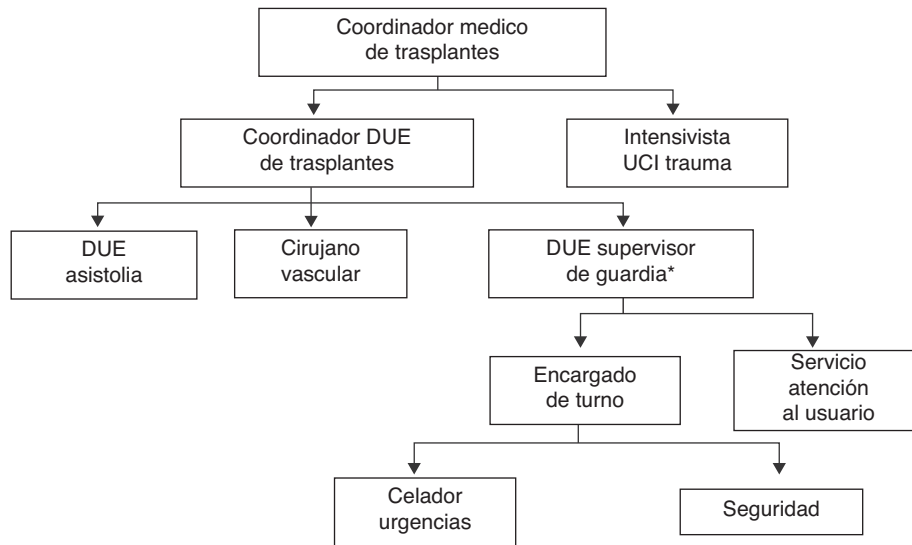 Coordinador medico
de trasplantes
Coordinador DUE
de trasplantes
Intensivista
UCI trauma
DUE
asistolia
Cirujano
vascular
DUE supervisor
de guardia*
Encargado
de turno
Servicio
atención
al usuario
Celador
urgencias
Seguridad